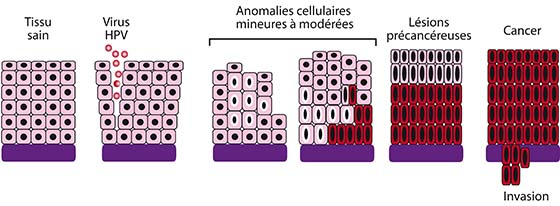 Tissu
sain
Virus
HPV
Anomalies cellulaires
mineures à modérées
Lésions
précancéreuses
Cancer
Invasion